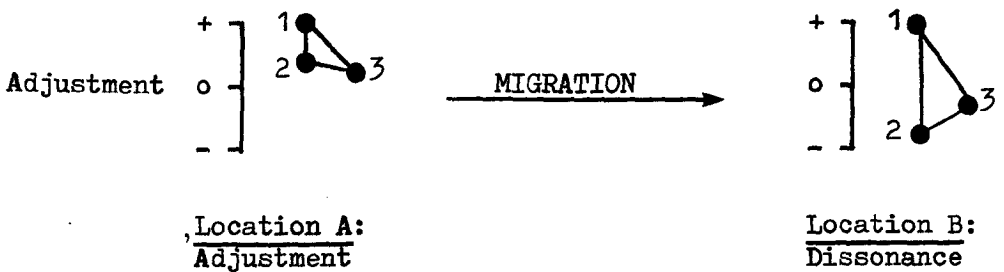 + 1
2 3
Adjustment o
-
MIGRATION
+ 1
o
3
2
-
,Location A:
Adjustment
Location B:
Dissonance